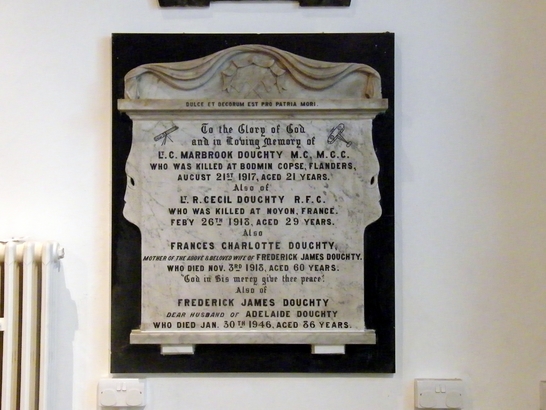 DULCE ET DECORUM EST PRO PATRIA MORI.
To the Glory of God
and in Loving Memory of
LT. C. MARBROOK DOUGHTY M.C., M.G.C.
WHO WAS KILLED AT BODMIN COPSE, FLANDERS,
AUGUST 21ST 1917, AGED 21 YEARS.
Also of
LT. R. CECIL DOUGHTY R.F.C.
WHO WAS KILLED AT NOYON, FRANCE.
FEBY 26TH 1918, AGED 29 YEARS.
Also
FRANCES CHARLOTTE DOUGHTY,
MOTHER OF THE ABOVE & BELOVED WIFE OF FREDERICK JAMES DOUGHTY.
WHO DIED NOV. 3RD 1918, AGED 60 YEARS.
"God in His mercy give thee peace".
Also of
FREDERICK JAMES DOUGHTY
DEAR HUSBAND OF ADELAIDE DOUGHTY
WHO DIED JAN. 30TH 1946, AGED 86 YEARS.